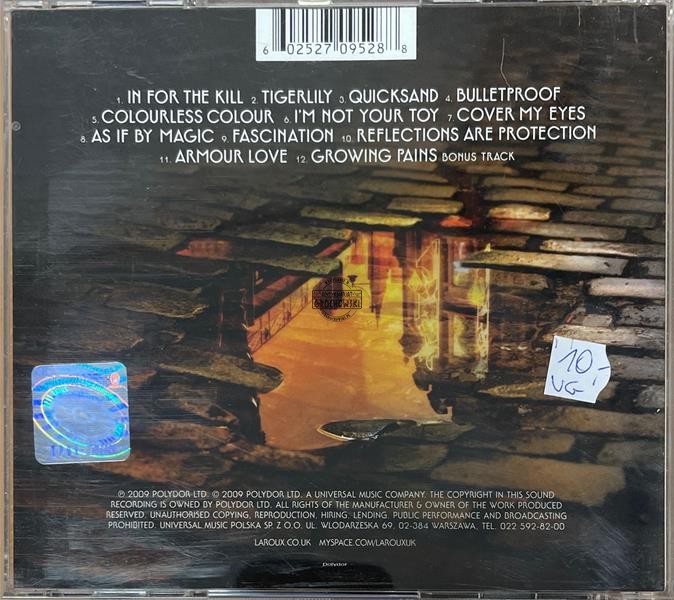 6 02527 09528 8
1. IN FOR THE KILL 2. TIGERLILY 3. QUICKSAND 4. BULLETPROOF
5. COLOURLESS COLOUR 6. I'M NOT YOUR TOY 7. COVER MY EYES
8. AS IF BY MAGIC 9. FASCINATION 10. REFLECTIONS ARE PROTECTION
11. ARMOUR LOVE 12. GROWING PAINS BONUS TRACK
GROCHOWSKI
10,-
VG
℗ 2009 POLYDOR LTD. © 2009 POLYDOR LTD. A UNIVERSAL MUSIC COMPANY. THE COPYRIGHT IN THIS SOUND
RECORDING IS OWNED BY POLYDOR LTD. ALL RIGHTS OF THE MANUFACTURER & OWNER OF THE WORK PRODUCED
RESERVED. UNAUTHORISED COPYING, REPRODUCTION, HIRING, LENDING, PUBLIC PERFORMANCE AND BROADCASTING
PROHIBITED. UNIVERSAL MUSIC POLSKA SP. Z O.O. UL. WLODARZESKA 69, 02-384 WARSZAWA, TEL. 022 592-82-00
LAROUX.CO.UK MYSPACE.COM/LAROUXUK
Polydor